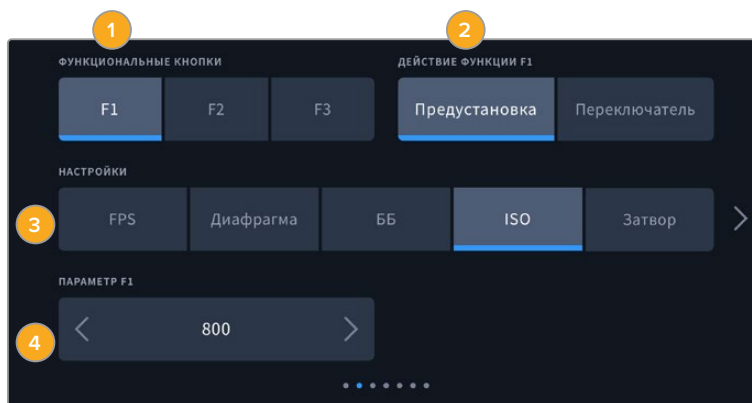 1 2
ФУНКЦИОНАЛЬНЫЕ КНОПКИ ДЕЙСТВИЕ ФУНКЦИИ F1
F1 F2 F3 Предустановка Переключатель
НАСТРОЙКИ
3 FPS Диафрагма ББ ISO Затвор
ПАРАМЕТР F1
4 800